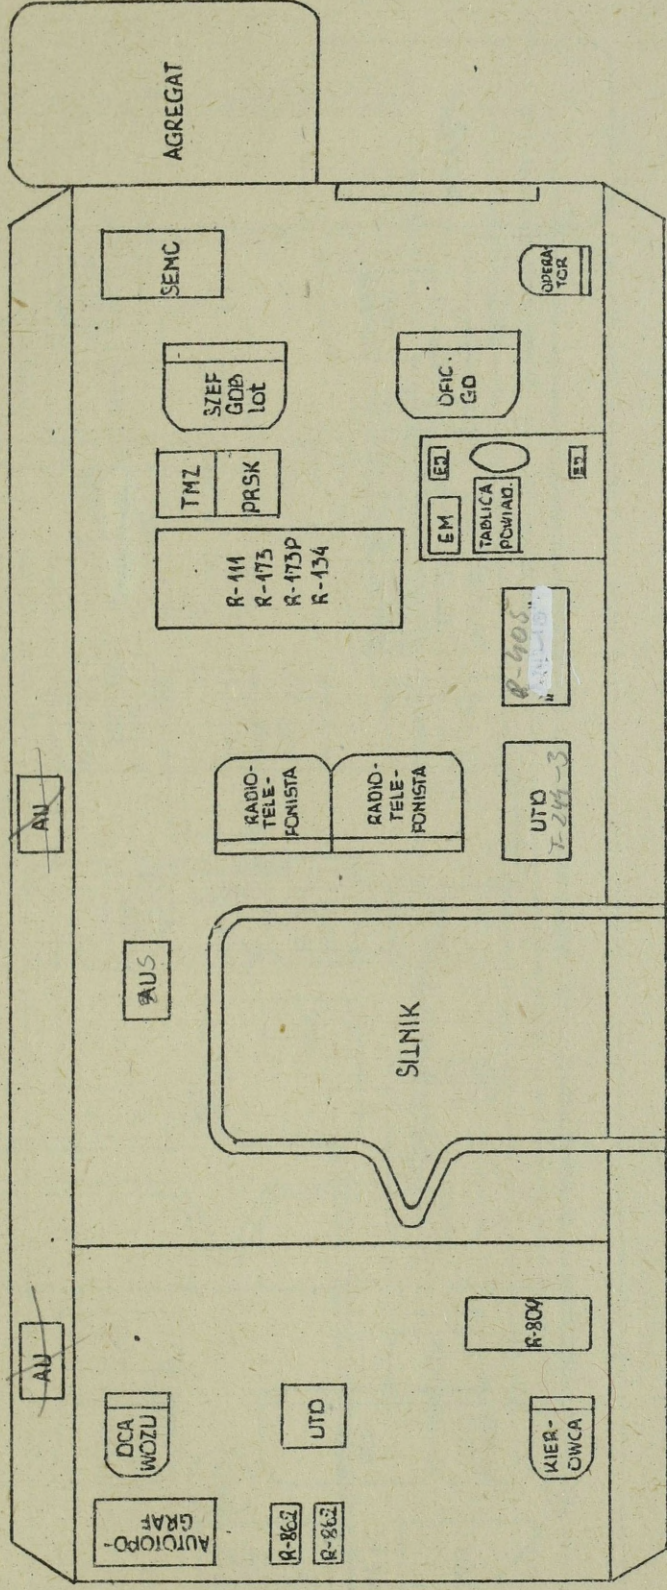 AGREGAT
SEMC
SZEF
GDB
lot
OFIC.
GD
OPERA-
TOR
TMZ
PRSK
EM
TABLICA
POWIAD.
R-111
R-173
R-173P
R-134
R-405
UTD
RADIO-
TELE-
FONISTA
RADIO-
TELE-
FONISTA
AU
AUS
SILNIK
AU
DCA
WOZU
UTD
R-804
KIER-
OWCA
AUTOTOPO-
GRAF
R-862
R-862